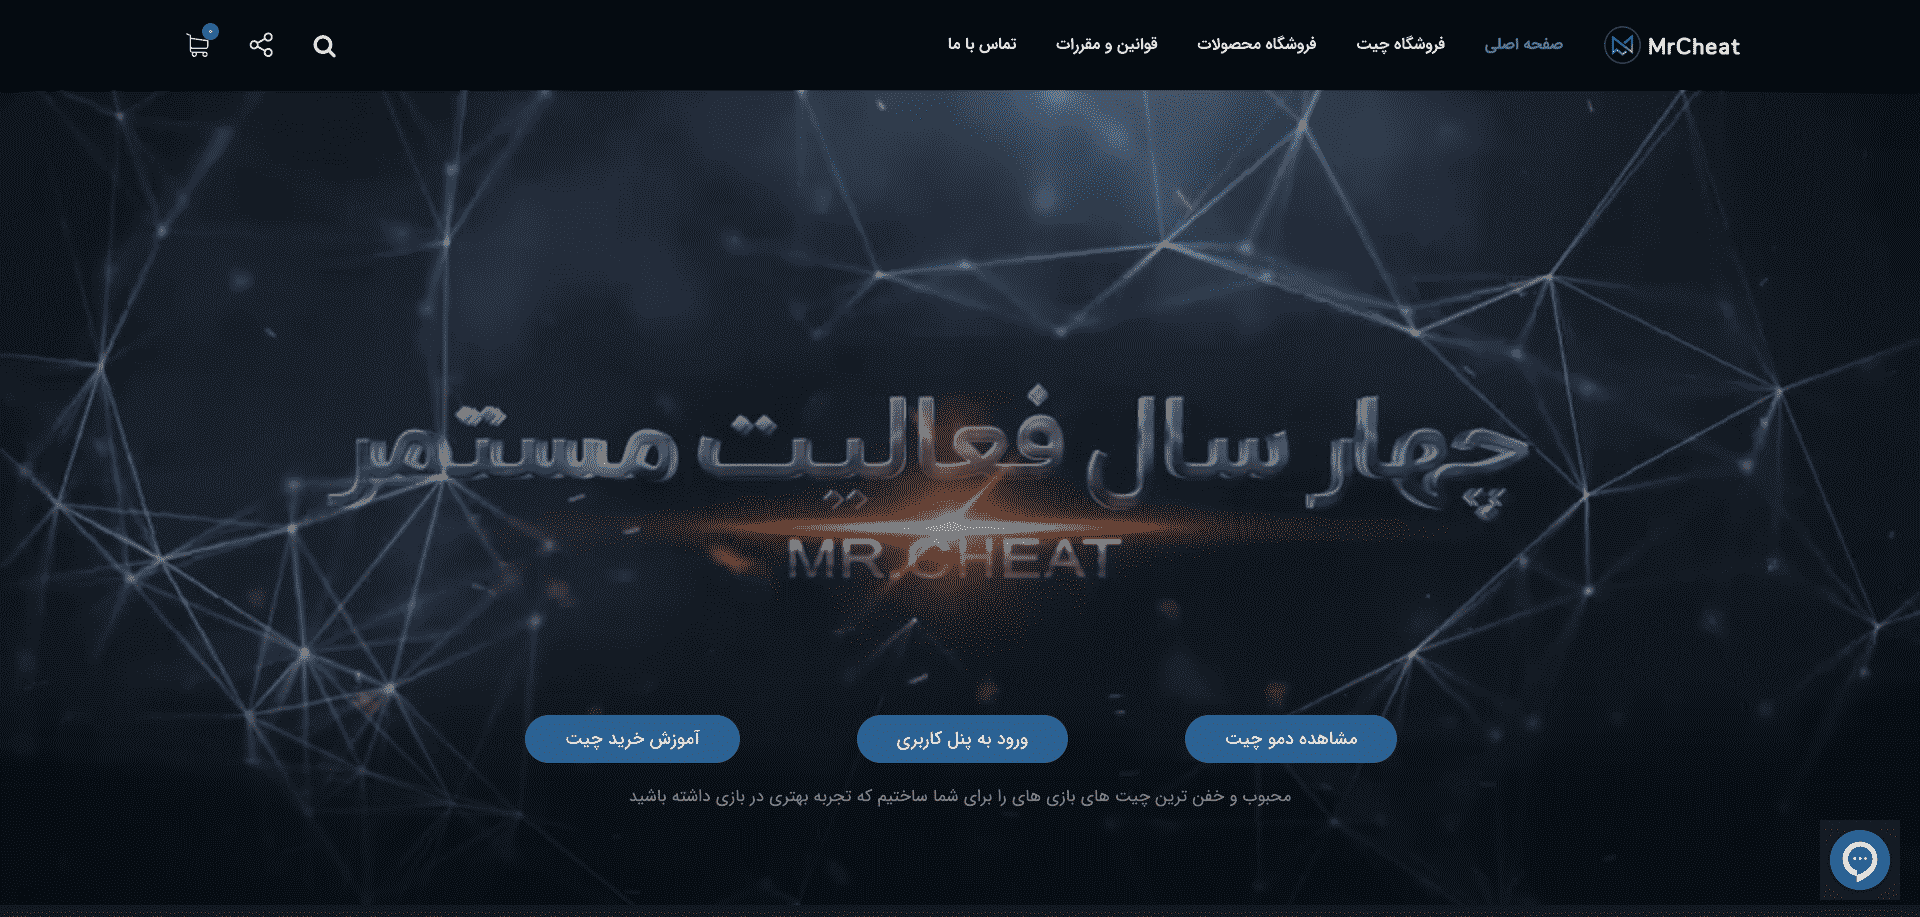 MrCheat
صفحه اصلی
فروشگاه چیت
فروشگاه محصولات
قوانین و مقررات
تماس با ما
۰
چهار سال فعالیت مستمر
MR.CHEAT
مشاهده دمو چیت
ورود به پنل کاربری
آموزش خرید چیت
محبوب و خفن ترین چیت های بازی های را برای شما ساختیم که تجربه بهتری در بازی داشته باشید